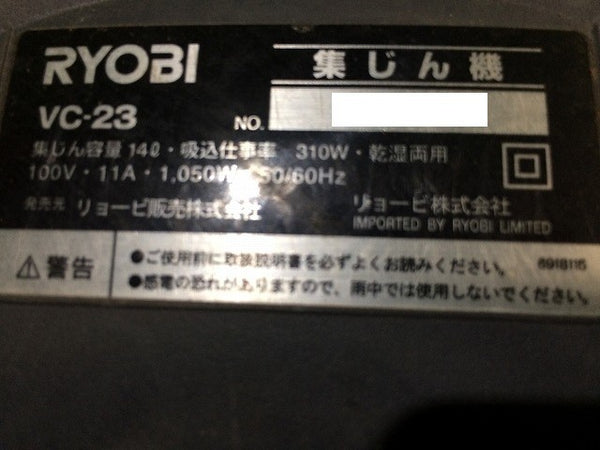 RYOBI
集じん機
VC-23
NO.
集じん容量 14ℓ・吸込仕事率 310W・乾湿両用
100V・11A・1,050W 50/60Hz
発売元 リョービ販売株式会社
リョービ株式会社
IMPORTED BY RYOBI LIMITED
警告
●ご使用前に取扱説明書を必ずよくお読みください。
6918115
●感電の恐れがありますので、雨中では使用しないでください。